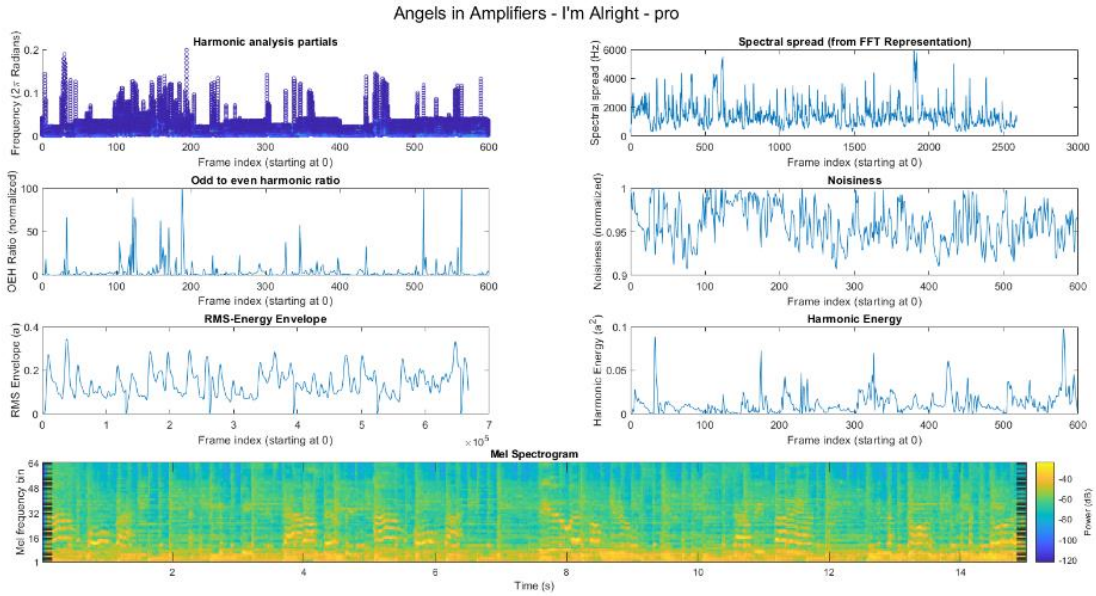 Angels in Amplifiers - I'm Alright - pro
Harmonic analysis partials
Frequency (2π Radians)
0.2
0.1
0
0 100 200 300 400 500 600
Frame index (starting at 0)
Spectral spread (from FFT Representation)
Spectral spread (Hz)
6000
4000
2000
0
0 500 1000 1500 2000 2500 3000
Frame index (starting at 0)
Odd to even harmonic ratio
OEH Ratio (normalized)
100
50
0
0 100 200 300 400 500 600
Frame index (starting at 0)
Noisiness
Noisiness (normalized)
1
0.95
0.9
0 100 200 300 400 500 600
Frame index (starting at 0)
RMS-Energy Envelope
RMS Envelope (a)
0.4
0.2
0
0 1 2 3 4 5 6 7
Frame index (starting at 0)
×10⁵
Harmonic Energy
Harmonic Energy (a²)
0.1
0.05
0
0 100 200 300 400 500 600
Frame index (starting at 0)
Mel Spectrogram
Mel frequency bin
64
48
32
16
1
2 4 6 8 10 12 14
Time (s)
-40
-60
-80
-100
-120
Power (dB)